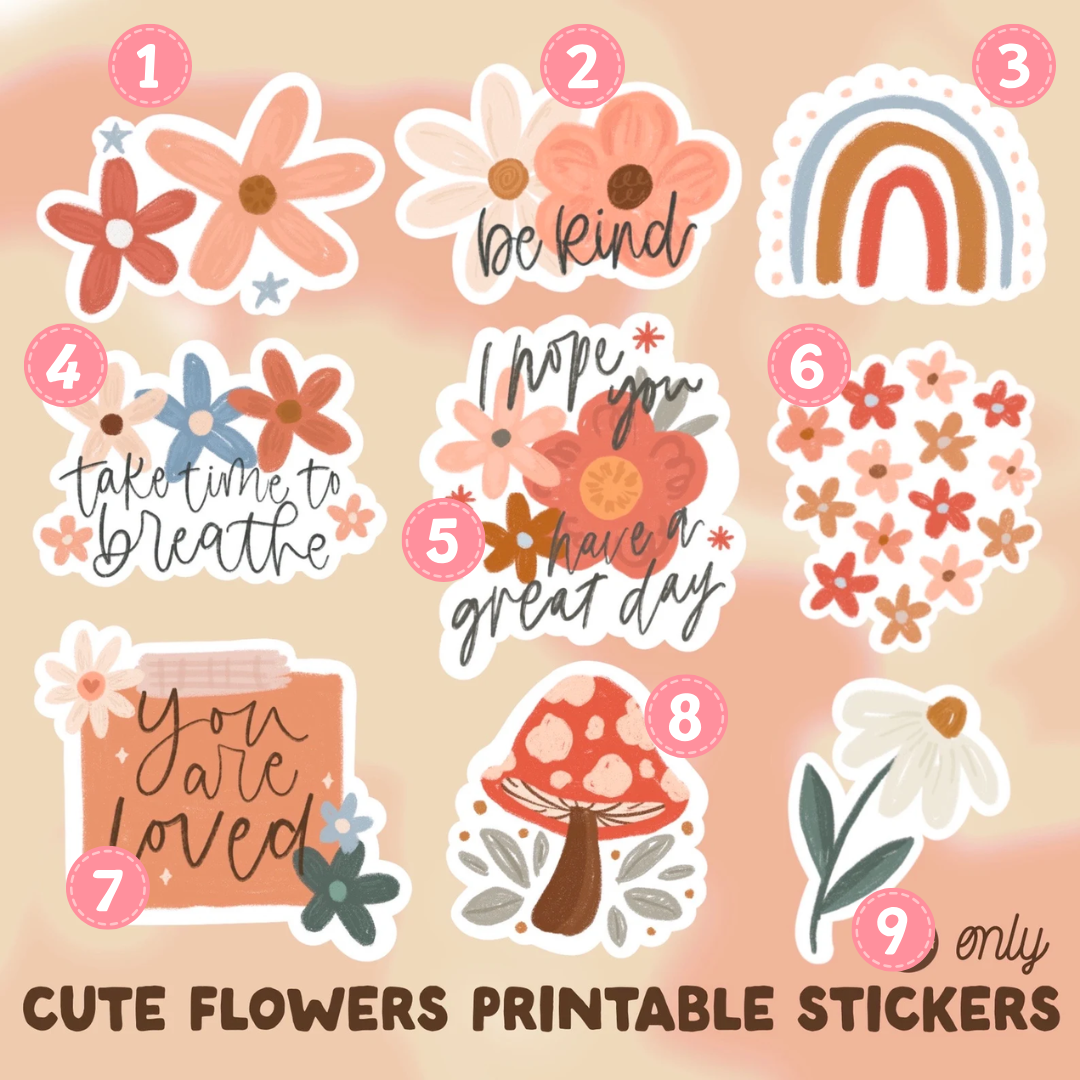 1
2
3
be kind
4
take time to
breathe
I hope
you
5
have a
great day
6
7
you
are
loved
8
9
only
CUTE FLOWERS PRINTABLE STICKERS